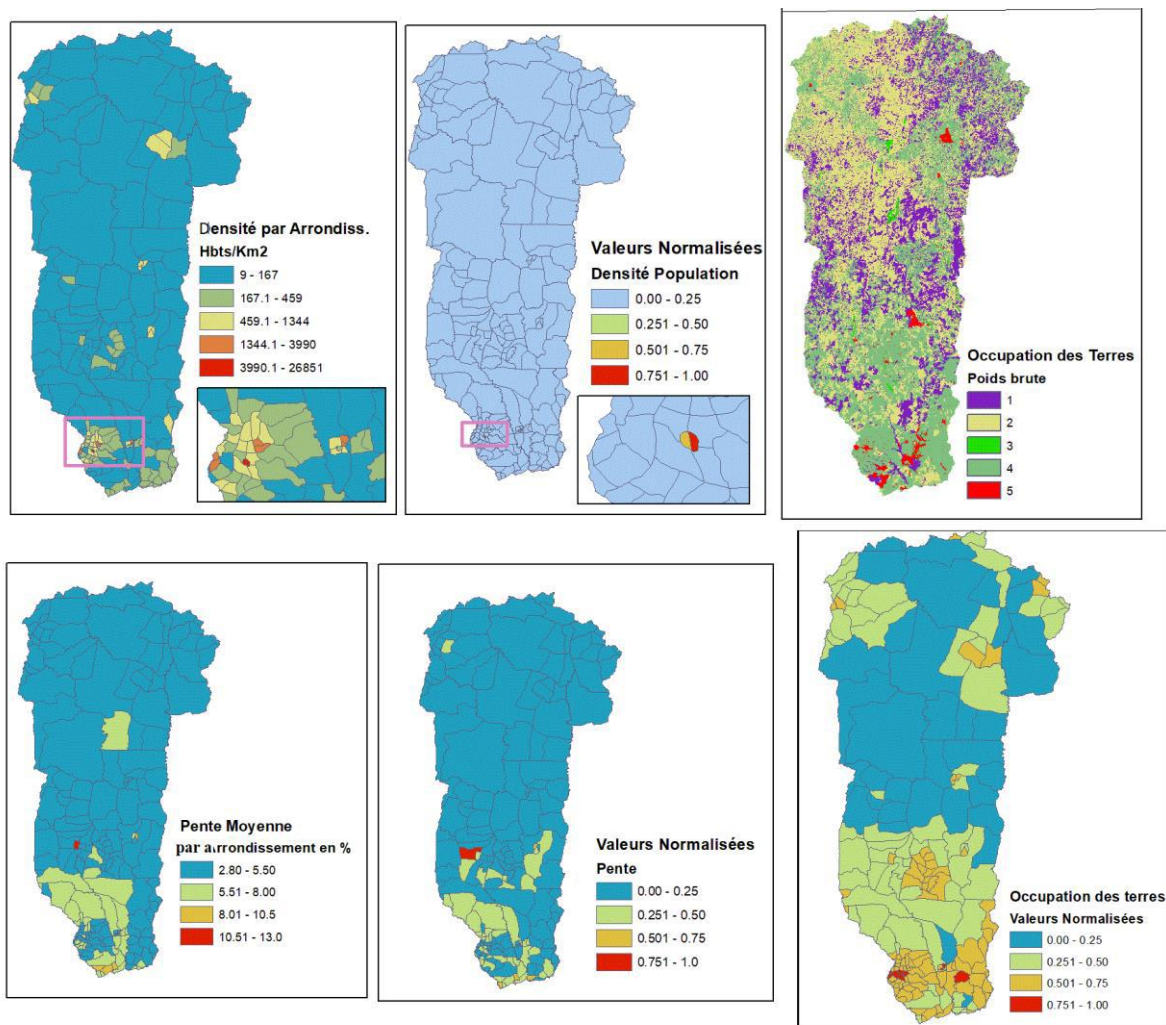 Densité par Arrondiss.
Hbts/Km2
9 - 167
167.1 - 459
459.1 - 1344
1344.1 - 3990
3990.1 - 26851
Valeurs Normalisées
Densité Population
0.00 - 0.25
0.251 - 0.50
0.501 - 0.75
0.751 - 1.00
Occupation des Terres
Poids brute
1
2
3
4
5
Pente Moyenne
par arrondissement en %
2.80 - 5.50
5.51 - 8.00
8.01 - 10.5
10.51 - 13.0
Valeurs Normalisées
Pente
0.00 - 0.25
0.251 - 0.50
0.501 - 0.75
0.751 - 1.0
Occupation des terres
Valeurs Normalisées
0.00 - 0.25
0.251 - 0.50
0.501 - 0.75
0.751 - 1.00